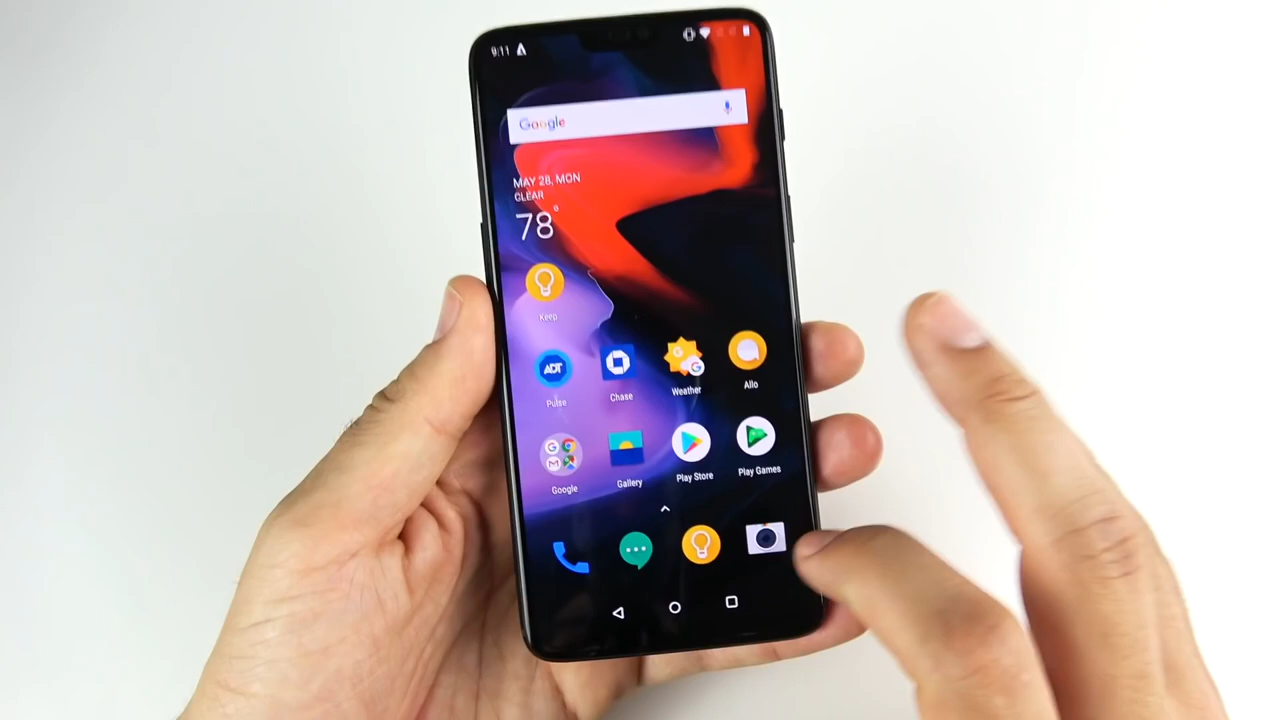 9:11
Google
MAY 28, MON
CLEAR
78°
Keep
ADT
Pulse
Chase
Weather
Allo
Google
Gallery
Play Store
Play Games